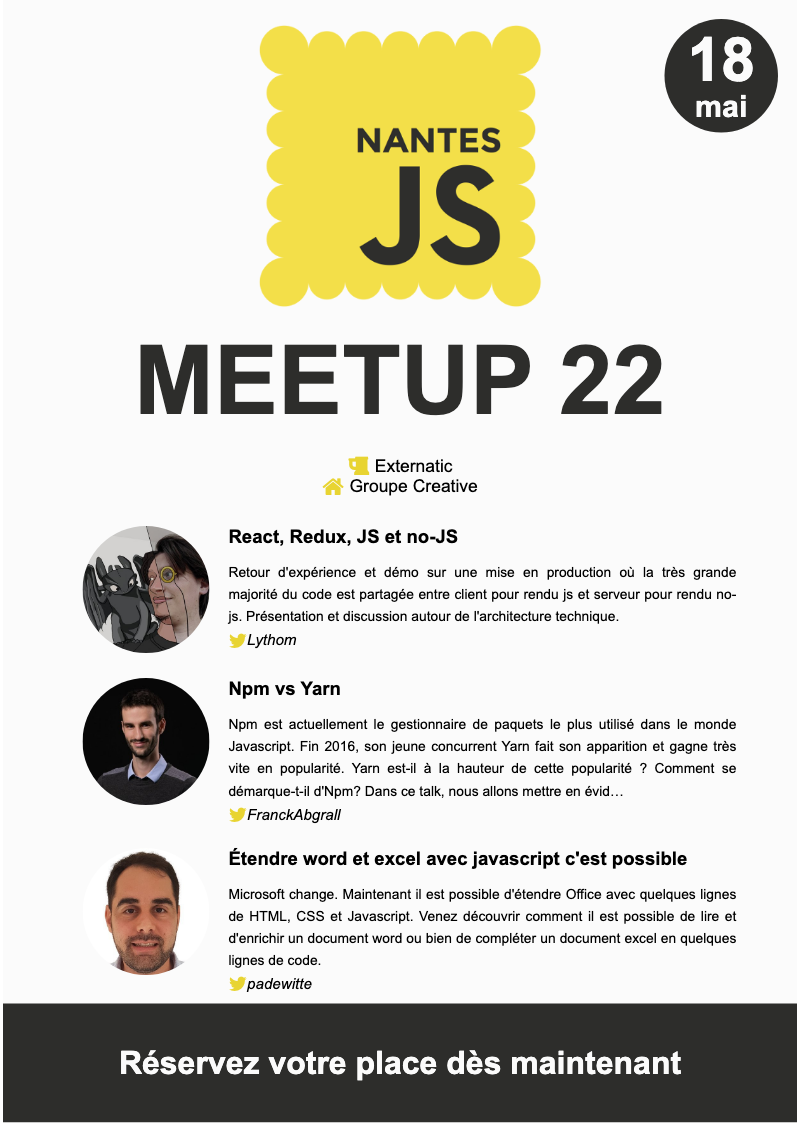 18
mai
NANTES
JS
MEETUP 22
Externatic
Groupe Creative
React, Redux, JS et no-JS
Retour d'expérience et démo sur une mise en production où la très grande
majorité du code est partagée entre client pour rendu js et serveur pour rendu no-
js. Présentation et discussion autour de l'architecture technique.
Lythom
Npm vs Yarn
Npm est actuellement le gestionnaire de paquets le plus utilisé dans le monde
Javascript. Fin 2016, son jeune concurrent Yarn fait son apparition et gagne très
vite en popularité. Yarn est-il à la hauteur de cette popularité ? Comment se
démarque-t-il d'Npm? Dans ce talk, nous allons mettre en évid…
FranckAbgrall
Étendre word et excel avec javascript c'est possible
Microsoft change. Maintenant il est possible d'étendre Office avec quelques lignes
de HTML, CSS et Javascript. Venez découvrir comment il est possible de lire et
d'enrichir un document word ou bien de compléter un document excel en quelques
lignes de code.
padewitte
Réservez votre place dès maintenant